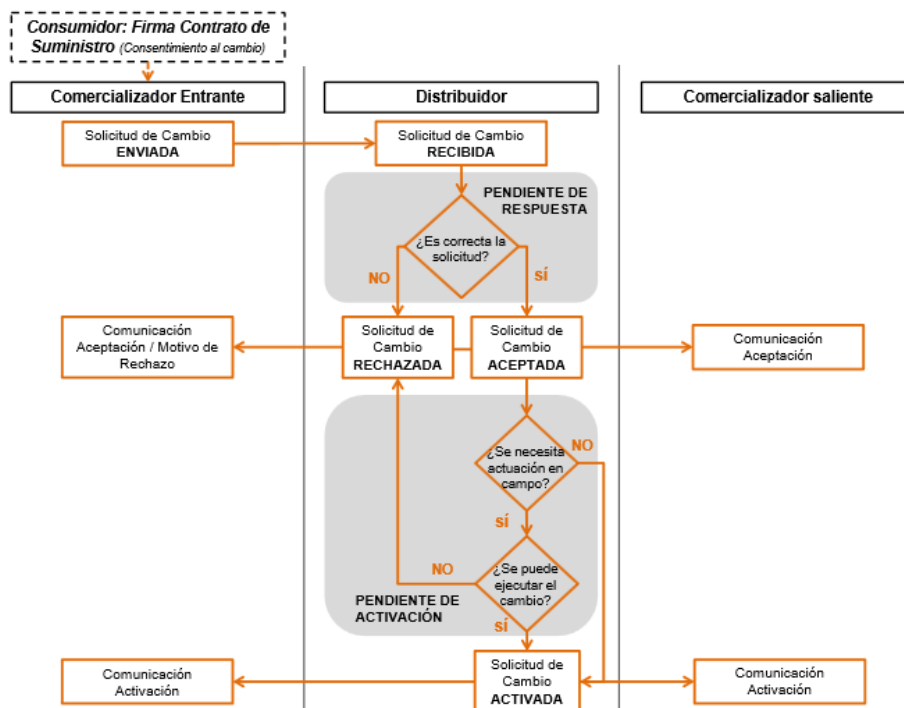 Consumidor: Firma Contrato de
Suministro (Consentimiento al cambio)
Comercializador Entrante
Distribuidor
Comercializador saliente
Solicitud de Cambio
ENVIADA
Solicitud de Cambio
RECIBIDA
PENDIENTE DE
RESPUESTA
¿Es correcta la
solicitud?
NO
SÍ
Comunicación
Aceptación / Motivo de
Rechazo
Solicitud de
Cambio
RECHAZADA
Solicitud de
Cambio
ACEPTADA
Comunicación
Aceptación
¿Se necesita
actuación en
campo?
NO
SÍ
¿Se puede
ejecutar el
cambio?
NO
PENDIENTE DE
ACTIVACIÓN
SÍ
Comunicación
Activación
Solicitud de
Cambio
ACTIVADA
Comunicación
Activación